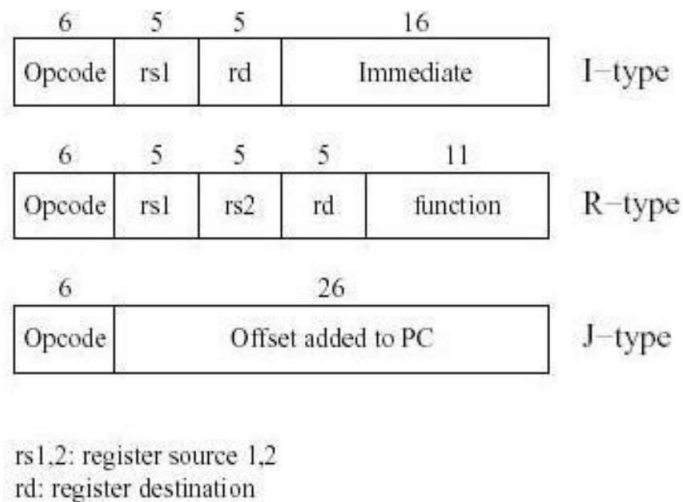 6 5 5 16
Opcode rs1 rd Immediate I-type
6 5 5 5 11
Opcode rs1 rs2 rd function R-type
6 26
Opcode Offset added to PC J-type
rs1,2: register source 1,2
rd: register destination